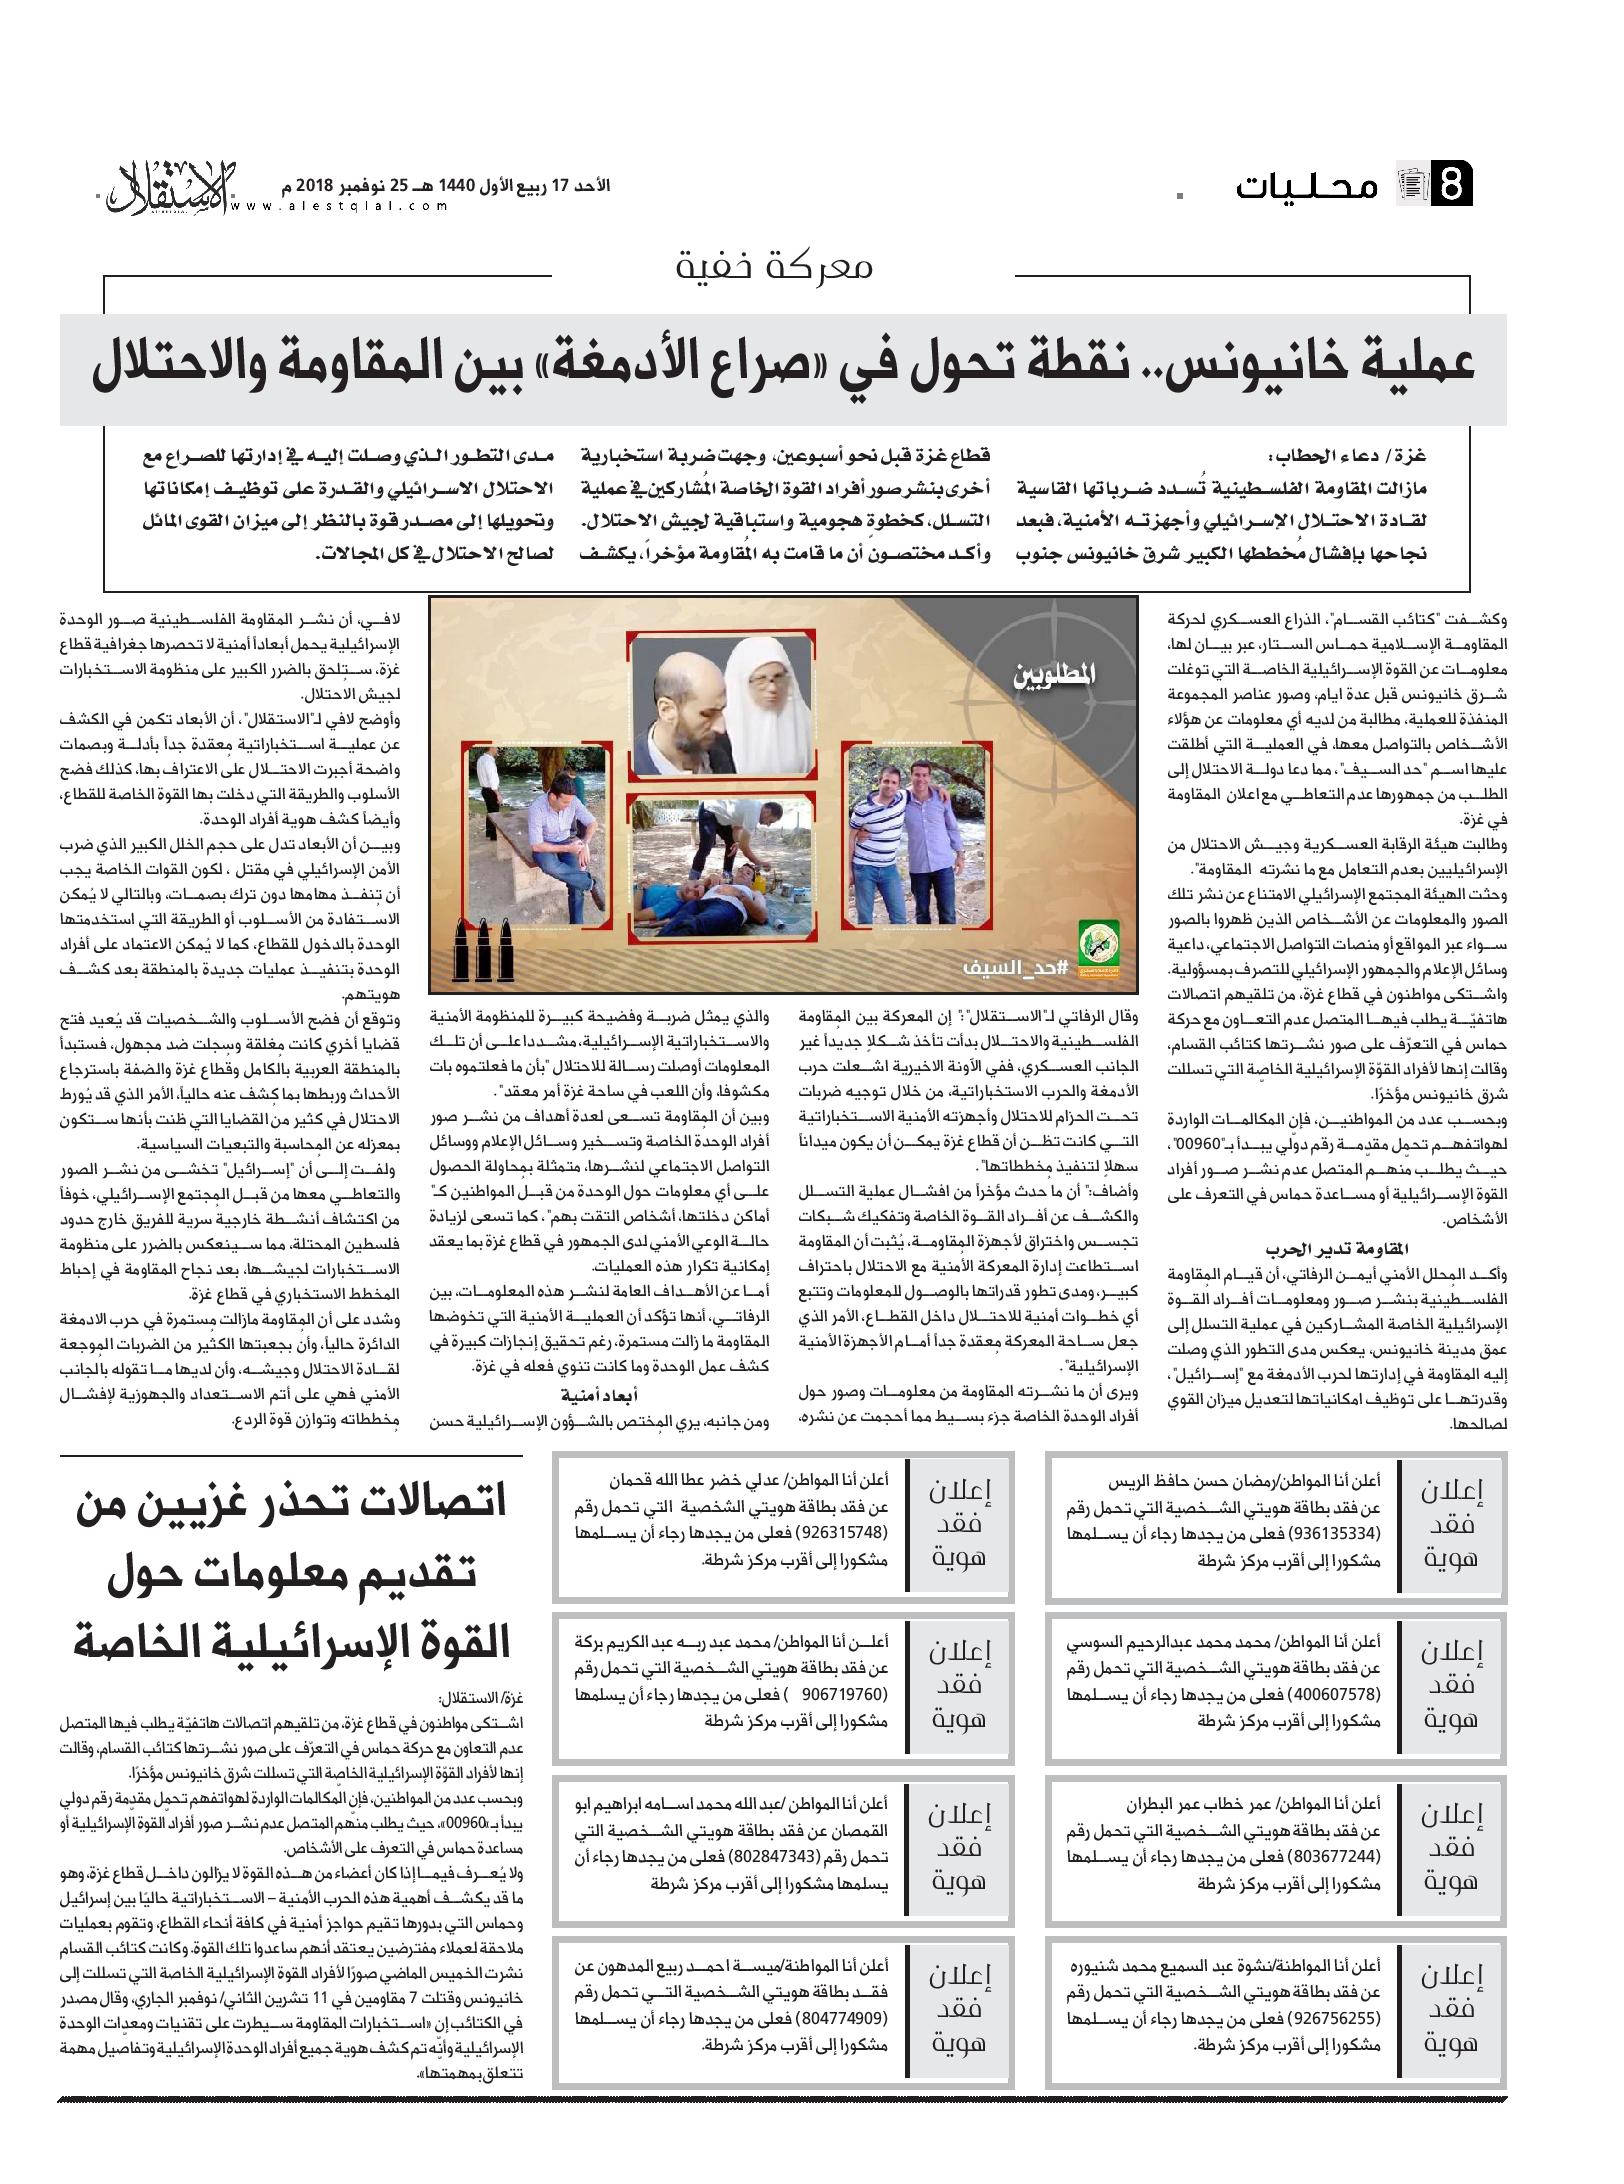 8
محليات
الأحد 17 ربيع الأول 1440 هـ 25 نوفمبر 2018 م
الاستقلال
www.alestqlal.com
معركة خفية
عملية خانيونس.. نقطة تحول في «صراع الأدمغة» بين المقاومة والاحتلال
غزة / دعاء الحطاب:
مازالت المقاومة الفلسطينية تُسدد ضرباتها القاسية
لقادة الاحتلال الإسرائيلي وأجهزته الأمنية، فبعد
نجاحها بإفشال مُخططها الكبير شرق خانيونس جنوب
قطاع غزة قبل نحو أسبوعين، وجهت ضربة استخبارية
أخرى بنشر صور أفراد القوة الخاصة المُشاركين في عملية
التسلل، كخطوةٍ هجومية واستباقية لجيش الاحتلال.
وأكد مختصون أن ما قامت به المُقاومة مؤخراً، يكشف
مدى التطور الذي وصلت إليه في إدارتها للصراع مع
الاحتلال الاسرائيلي والقدرة على توظيف إمكاناتها
وتحويلها إلى مصدر قوة بالنظر إلى ميزان القوى المائل
لصالح الاحتلال في كل المجالات.
وكشفت "كتائب القسام"، الذراع العسكري لحركة
المقاومة الإسلامية حماس الستار، عبر بيان لها،
معلومات عن القوة الإسرائيلية الخاصة التي توغلت
شرق خانيونس قبل عدة ايام، وصور عناصر المجموعة
المنفذة للعملية، مطالبة من لديه أي معلومات عن هؤلاء
الأشخاص بالتواصل معها، في العملية التي أطلقت
عليها اسم "حد السيف"، مما دعا دولة الاحتلال إلى
الطلب من جمهورها عدم التعاطي مع اعلان المقاومة
في غزة.
وطالبت هيئة الرقابة العسكرية وجيش الاحتلال من
الإسرائيليين بعدم التعامل مع ما نشرته المقاومة".
وحثت الهيئة المجتمع الإسرائيلي الامتناع عن نشر تلك
الصور والمعلومات عن الأشخاص الذين ظهروا بالصور
سواء عبر المواقع أو منصات التواصل الاجتماعي، داعية
وسائل الإعلام والجمهور الإسرائيلي للتصرف بمسؤولية.
واشتكى مواطنون في قطاع غزة، من تلقيهم اتصالات
هاتفيّة يطلب فيها المتصل عدم التعاون مع حركة
حماس في التعرّف على صور نشرتها كتائب القسام،
وقالت إنها لأفراد القوّة الإسرائيلية الخاصّة التي تسللت
شرق خانيونس مؤخرًا.
وبحسب عدد من المواطنيين، فإن المكالمات الواردة
لهواتفهم تحمل مقدّمة رقم دولّي يبدأ بـ"00960"،
حيث يطلب منهم المتصل عدم نشر صور أفراد
القوة الإسرائيلية أو مساعدة حماس في التعرف على
الأشخاص.
المقاومة تدير الحرب
وأكد المحلل الأمني أيمن الرفاتي، أن قيام المقاومة
الفلسطينية بنشر صور ومعلومات أفراد القوة
الإسرائيلية الخاصة المشاركين في عملية التسلل إلى
عمق مدينة خانيونس، يعكس مدى التطور الذي وصلت
إليه المقاومة في إدارتها لحرب الأدمغة مع "إسرائيل"،
وقدرتها على توظيف امكانياتها لتعديل ميزان القوي
لصالحها.
المطلوبين
#حد_السيف
وقال الرفاتي لـ"الاستقلال":" إن المعركة بين المقاومة
الفلسطينية والاحتلال بدأت تأخذ شكلاٍ جديداً غير
الجانب العسكري، ففي الآونة الاخيرة اشعلت حرب
الأدمغة والحرب الاستخباراتية، من خلال توجيه ضربات
تحت الحزام للاحتلال وأجهزته الأمنية الاستخباراتية
التي كانت تظن أن قطاع غزة يمكن أن يكون ميداناً
سهلاٍ لتنفيذ مخططاتها".
وأضاف:" أن ما حدث مؤخراً من افشال عملية التسلل
والكشف عن أفراد القوة الخاصة وتفكيك شبكات
تجسس واختراق لأجهزة المقاومة، يُثبت أن المقاومة
استطاعت إدارة المعركة الأمنية مع الاحتلال باحتراف
كبير، ومدى تطور قدراتها بالوصول للمعلومات وتتبع
أي خطوات أمنية للاحتلال داخل القطاع، الأمر الذي
جعل ساحة المعركة معقدة جداً أمام الأجهزة الأمنية
الإسرائيلية".
ويرى أن ما نشرته المقاومة من معلومات وصور حول
أفراد الوحدة الخاصة جزء بسيط مما أحجمت عن نشره،
والذي يمثل ضربة وفضيحة كبيرة للمنظومة الأمنية
والاستخباراتية الإسرائيلية، مشددا على أن تلك
المعلومات أوصلت رسالة للاحتلال "بأن ما فعلتموه بات
مكشوفا، وأن اللعب في ساحة غزة أمر معقد".
وبين أن المقاومة تسعى لعدة أهداف من نشر صور
أفراد الوحدة الخاصة وتسخير وسائل الإعلام ووسائل
التواصل الاجتماعي لنشرها، متمثلة بمحاولة الحصول
على أي معلومات حول الوحدة من قبل المواطنين كـ"
أماكن دخلتها، أشخاص التقت بهم"، كما تسعى لزيادة
حالة الوعي الأمني لدى الجمهور في قطاع غزة بما يعقد
إمكانية تكرار هذه العمليات.
أما عن الأهداف العامة لنشر هذه المعلومات، بين
الرفاتي، أنها تؤكد أن العملية الأمنية التي تخوضها
المقاومة ما زالت مستمرة، رغم تحقيق إنجازات كبيرة في
كشف عمل الوحدة وما كانت تنوي فعله في غزة.
أبعاد أمنية
ومن جانبه، يري المختص بالشؤون الإسرائيلية حسن
لافي، أن نشر المقاومة الفلسطينية صور الوحدة
الإسرائيلية يحمل أبعاداً أمنية لا تحصرها جغرافية قطاع
غزة، ستلحق بالضرر الكبير على منظومة الاستخبارات
لجيش الاحتلال.
وأوضح لافي لـ"الاستقلال"، أن الأبعاد تكمن في الكشف
عن عملية استخباراتية معقدة جداً بأدلة وبصمات
واضحة أجبرت الاحتلال على الاعتراف بها، كذلك فضح
الأسلوب والطريقة التي دخلت بها القوة الخاصة للقطاع،
وأيضاً كشف هوية أفراد الوحدة.
وبين أن الأبعاد تدل على حجم الخلل الكبير الذي ضرب
الأمن الإسرائيلي في مقتل ، لكون القوات الخاصة يجب
أن تنفذ مهامها دون ترك بصمات، وبالتالي لا يُمكن
الاستفادة من الأسلوب أو الطريقة التي استخدمتها
الوحدة بالدخول للقطاع، كما لا يُمكن الاعتماد على أفراد
الوحدة بتنفيذ عمليات جديدة بالمنطقة بعد كشف
هويتهم.
وتوقع أن فضح الأسلوب والشخصيات قد يُعيد فتح
قضايا أخري كانت مغلقة وسجلت ضد مجهول، فستبدأ
بالمنطقة العربية بالكامل وقطاع غزة والضفة باسترجاع
الأحداث وربطها بما كشف عنه حالياً، الأمر الذي قد يُورط
الاحتلال في كثير من القضايا التي ظنت بأنها ستكون
بمعزله عن المحاسبة والتبعيات السياسية.
ولفت إلى أن "إسرائيل" تخشى من نشر الصور
والتعاطي معها من قبل المجتمع الإسرائيلي، خوفاً
من اكتشاف أنشطة خارجية سرية للفريق خارج حدود
فلسطين المحتلة، مما سينعكس بالضرر على منظومة
الاستخبارات لجيشها، بعد نجاح المقاومة في إحباط
المخطط الاستخباري في قطاع غزة.
وشدد على أن المقاومة مازالت مستمرة في حرب الادمغة
الدائرة حالياً، وأن بجعبتها الكثير من الضربات الموجعة
لقادة الاحتلال وجيشه، وأن لديها ما تقوله بالجانب
الأمني فهي على أتم الاستعداد والجهوزية لإفشال
مخططاته وتوازن قوة الردع.
إعلان
فقد
هوية
أعلن أنا المواطن/رمضان حسن حافظ الريس
عن فقد بطاقة هويتي الشخصية التي تحمل رقم
(936135334) فعلى من يجدها رجاء أن يسلمها
مشكورا إلى أقرب مركز شرطة
إعلان
فقد
هوية
أعلن أنا المواطن/ عدلي خضر عطا الله قحمان
عن فقد بطاقة هويتي الشخصية التي تحمل رقم
(926315748) فعلى من يجدها رجاء أن يسلمها
مشكورا إلى أقرب مركز شرطة.
إعلان
فقد
هوية
أعلن أنا المواطن/ محمد محمد عبدالرحيم السوسي
عن فقد بطاقة هويتي الشخصية التي تحمل رقم
(400607578) فعلى من يجدها رجاء أن يسلمها
مشكورا إلى أقرب مركز شرطة
إعلان
فقد
هوية
أعلن أنا المواطن/ محمد عبد ربه عبد الكريم بركة
عن فقد بطاقة هويتي الشخصية التي تحمل رقم
(906719760 ) فعلى من يجدها رجاء أن يسلمها
مشكورا إلى أقرب مركز شرطة
إعلان
فقد
هوية
أعلن أنا المواطن/ عمر خطاب عمر البطران
عن فقد بطاقة هويتي الشخصية التي تحمل رقم
(803677244) فعلى من يجدها رجاء أن يسلمها
مشكورا إلى أقرب مركز شرطة
إعلان
فقد
هوية
أعلن أنا المواطن /عبد الله محمد اسامه ابراهيم ابو
القمصان عن فقد بطاقة هويتي الشخصية التي
تحمل رقم (802847343) فعلى من يجدها رجاء أن
يسلمها مشكورا إلى أقرب مركز شرطة
إعلان
فقد
هوية
أعلن أنا المواطنة/نشوة عبد السميع محمد شنيوره
عن فقد بطاقة هويتي الشخصية التي تحمل رقم
(926756255) فعلى من يجدها رجاء أن يسلمها
مشكورا إلى أقرب مركز شرطة.
إعلان
فقد
هوية
أعلن أنا المواطنة/ميسة احمد ربيع المدهون عن
فقد بطاقة هويتي الشخصية التي تحمل رقم
(804774909) فعلى من يجدها رجاء أن يسلمها
مشكورا إلى أقرب مركز شرطة.
اتصالات تحذر غزيين من
تقديم معلومات حول
القوة الإسرائيلية الخاصة
غزة/ الاستقلال:
اشتكى مواطنون في قطاع غزة، من تلقيهم اتصالات هاتفيّة يطلب فيها المتصل
عدم التعاون مع حركة حماس في التعرّف على صور نشرتها كتائب القسام، وقالت
إنها لأفراد القوّة الإسرائيلية الخاصّة التي تسللت شرق خانيونس مؤخرًا.
وبحسب عدد من المواطنين، فإن المكالمات الواردة لهواتفهم تحمل مقدّمة رقم دولي
يبدأ بـ«00960»، حيث يطلب منهم المتصل عدم نشر صور أفراد القوة الإسرائيلية أو
مساعدة حماس في التعرف على الأشخاص.
ولا يُعرف فيما إذا كان أعضاء من هذه القوة لا يزالون داخل قطاع غزة، وهو
ما قد يكشف أهمية هذه الحرب الأمنية – الاستخباراتية حاليًا بين إسرائيل
وحماس التي بدورها تقيم حواجز أمنية في كافة أنحاء القطاع، وتقوم بعمليات
ملاحقة لعملاء مفترضين يعتقد أنهم ساعدوا تلك القوة. وكانت كتائب القسام
نشرت الخميس الماضي صورًا لأفراد القوة الإسرائيلية الخاصة التي تسللت إلى
خانيونس وقتلت 7 مقاومين في 11 تشرين الثاني/ نوفمبر الجاري، وقال مصدر
في الكتائب إن «استخبارات المقاومة سيطرت على تقنيات ومعدات الوحدة
الإسرائيلية وأنّه تم كشف هوية جميع أفراد الوحدة الإسرائيلية وتفاصيل مهمة
تتعلق بمهمتها».